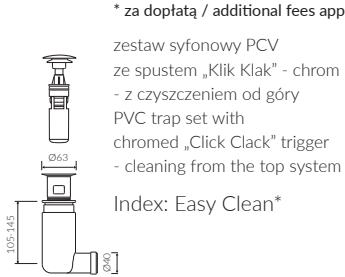 * za dopłatą / additional fees app
zestaw syfonowy PCV
ze spustem „Klik Klak” - chrom
- z czyszczeniem od góry
PVC trap set with
chromed „Click Clack” trigger
- cleaning from the top system
Index: Easy Clean*
Ø63
105-145
Ø40